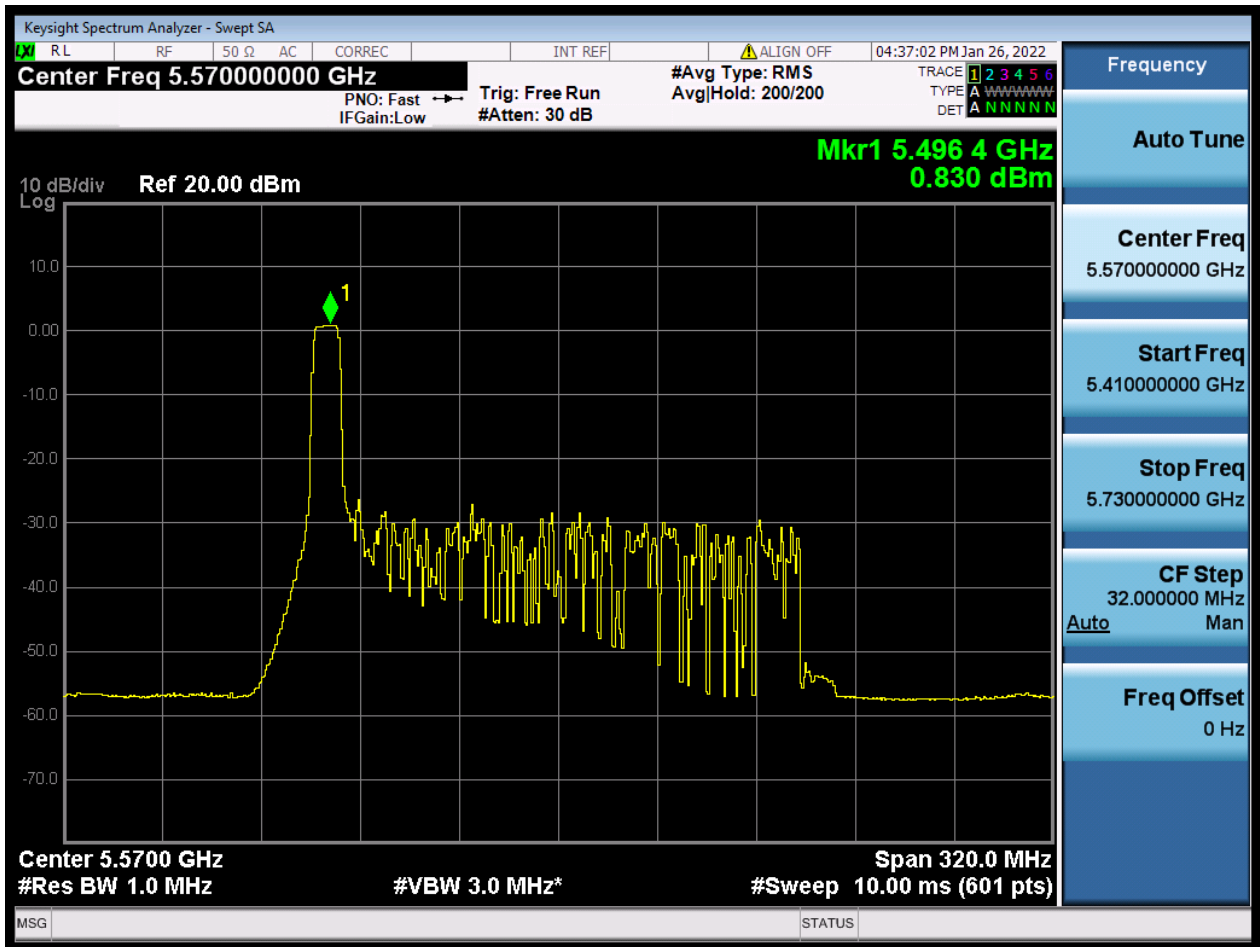 Keysight Spectrum Analyzer - Swept SA
LXI RL RF 50 Ω AC CORREC INT REF ALIGN OFF 04:37:02 PM Jan 26, 2022
Center Freq 5.570000000 GHz
PNO: Fast
IFGain:Low
Trig: Free Run
#Atten: 30 dB
#Avg Type: RMS
Avg|Hold: 200/200
TRACE 1 2 3 4 5 6
TYPE A WWWWW
DET A N N N N N
Mkr1 5.496 4 GHz
0.830 dBm
10 dB/div Ref 20.00 dBm
Log
10.0
0.00
-10.0
-20.0
-30.0
-40.0
-50.0
-60.0
-70.0
1
Center 5.5700 GHz Span 320.0 MHz
#Res BW 1.0 MHz #VBW 3.0 MHz* #Sweep 10.00 ms (601 pts)
MSG STATUS
Frequency
Auto Tune
Center Freq
5.570000000 GHz
Start Freq
5.410000000 GHz
Stop Freq
5.730000000 GHz
CF Step
32.000000 MHz
Auto Man
Freq Offset
0 Hz